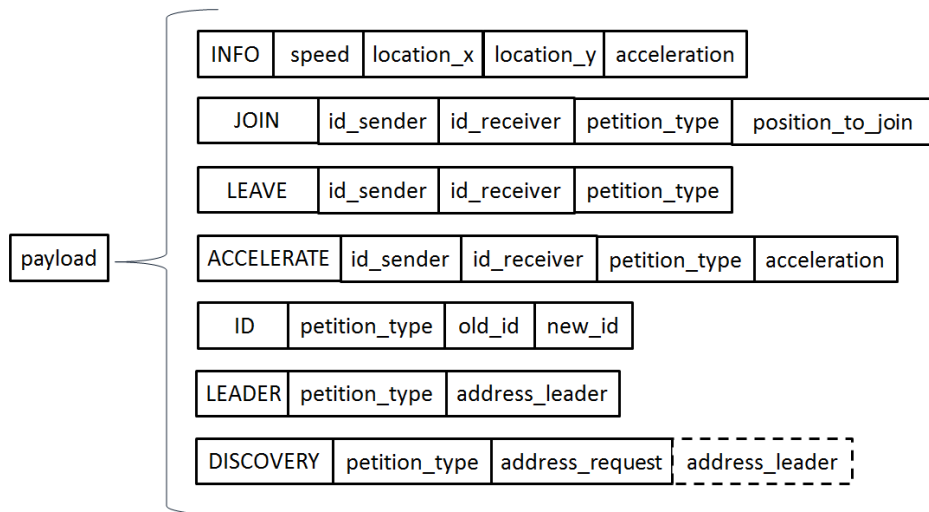 INFO speed location_x location_y acceleration
JOIN id_sender id_receiver petition_type position_to_join
LEAVE id_sender id_receiver petition_type
payload
ACCELERATE id_sender id_receiver petition_type acceleration
ID petition_type old_id new_id
LEADER petition_type address_leader
DISCOVERY petition_type address_request address_leader